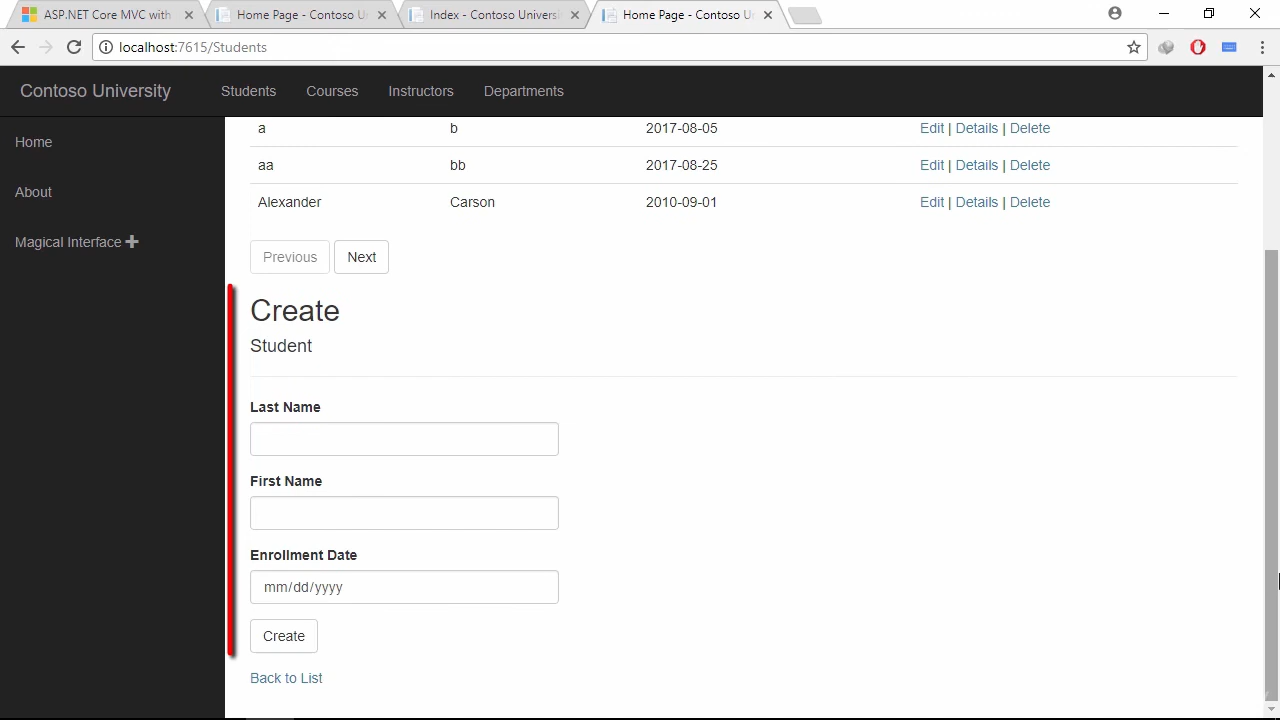 ASP.NET Core MVC with
Home Page - Contoso U
Index - Contoso Universi
Home Page - Contoso U
localhost:7615/Students
Contoso University Students Courses Instructors Departments
Home
About
Magical Interface
a b 2017-08-05 Edit | Details | Delete
aa bb 2017-08-25 Edit | Details | Delete
Alexander Carson 2010-09-01 Edit | Details | Delete
Previous Next
Create
Student
Last Name
First Name
Enrollment Date
mm/dd/yyyy
Create
Back to List